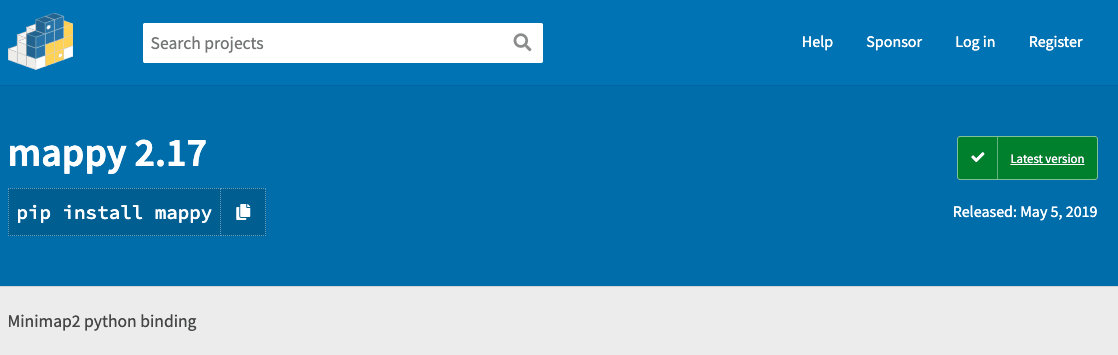 Search projects
Help
Sponsor
Log in
Register
mappy 2.17
Latest version
pip install mappy
Released: May 5, 2019
Minimap2 python binding